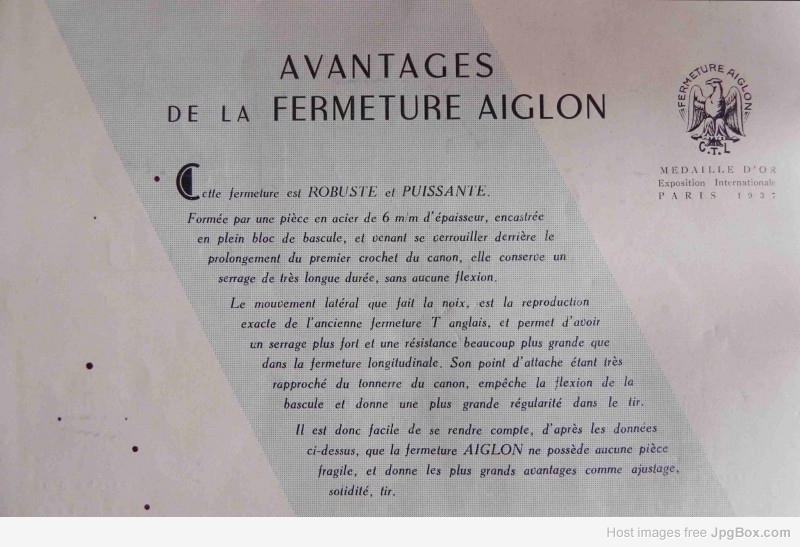 AVANTAGES
DE LA FERMETURE AIGLON
FERMETURE AIGLON
C.T.L
MEDAILLE D'OR
Exposition Internationale
PARIS 1937
Cette fermeture est ROBUSTE et PUISSANTE.
Formée par une pièce en acier de 6 m/m d'épaisseur, encastrée
en plein bloc de bascule, et venant se verrouiller derrière le
prolongement du premier crochet du canon, elle conserve un
serrage de très longue durée, sans aucune flexion.
Le mouvement latéral que fait la noix, est la reproduction
exacte de l'ancienne fermeture T anglais, et permet d'avoir
un serrage plus fort et une résistance beaucoup plus grande que
dans la fermeture longitudinale. Son point d'attache étant très
rapproché du tonnerre du canon, empêche la flexion de la
bascule et donne une plus grande régularité dans le tir.
Il est donc facile de se rendre compte, d'après les données
ci-dessus, que la fermeture AIGLON ne possède aucune pièce
fragile, et donne les plus grands avantages comme ajustage,
solidité, tir.
Host images free JpgBox.com